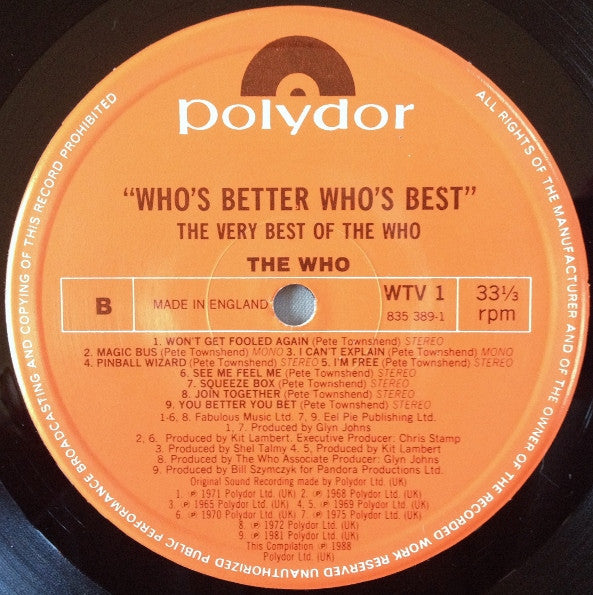 polydor
"WHO'S BETTER WHO'S BEST"
THE VERY BEST OF THE WHO
THE WHO
B
MADE IN ENGLAND
WTV 1
835 389-1
33⅓
rpm
1. WON'T GET FOOLED AGAIN (Pete Townshend) STEREO
2. MAGIC BUS (Pete Townshend) MONO 3. I CAN'T EXPLAIN (Pete Townshend) MONO
4. PINBALL WIZARD (Pete Townshend) STEREO 5. I'M FREE (Pete Townshend) STEREO
6. SEE ME FEEL ME (Pete Townshend) STEREO
7. SQUEEZE BOX (Pete Townshend) STEREO
8. JOIN TOGETHER (Pete Townshend) STEREO
9. YOU BETTER YOU BET (Pete Townshend) STEREO
1-6, 8. Fabulous Music Ltd. 7, 9. Eel Pie Publishing Ltd.
1, 7. Produced by Glyn Johns
2, 6. Produced by Kit Lambert. Executive Producer: Chris Stamp
3. Produced by Shel Talmy 4. 5, Produced by Kit Lambert
8. Produced by The Who Associate Producer: Glyn Johns
9. Produced by Bill Szymczyk for Pandora Productions Ltd.
Original Sound Recording made by Polydor Ltd. (UK)
1. ℗ 1971 Polydor Ltd. (UK) 2. ℗ 1968 Polydor Ltd. (UK)
3. ℗ 1965 Polydor Ltd. (UK) 4, 5. ℗ 1969 Polydor Ltd. (UK)
6. ℗ 1970 Polydor Ltd. (UK) 7. ℗ 1975 Polydor Ltd. (UK)
8. ℗ 1972 Polydor Ltd. (UK)
9. ℗ 1981 Polydor Ltd. (UK)
This Compilation ℗ 1988
Polydor Ltd. (UK)
ALL RIGHTS OF THE MANUFACTURER AND OF THE OWNER OF THE RECORDED WORK RESERVED UNAUTHORIZED PUBLIC PERFORMANCE BROADCASTING AND COPYING OF THIS RECORD PROHIBITED